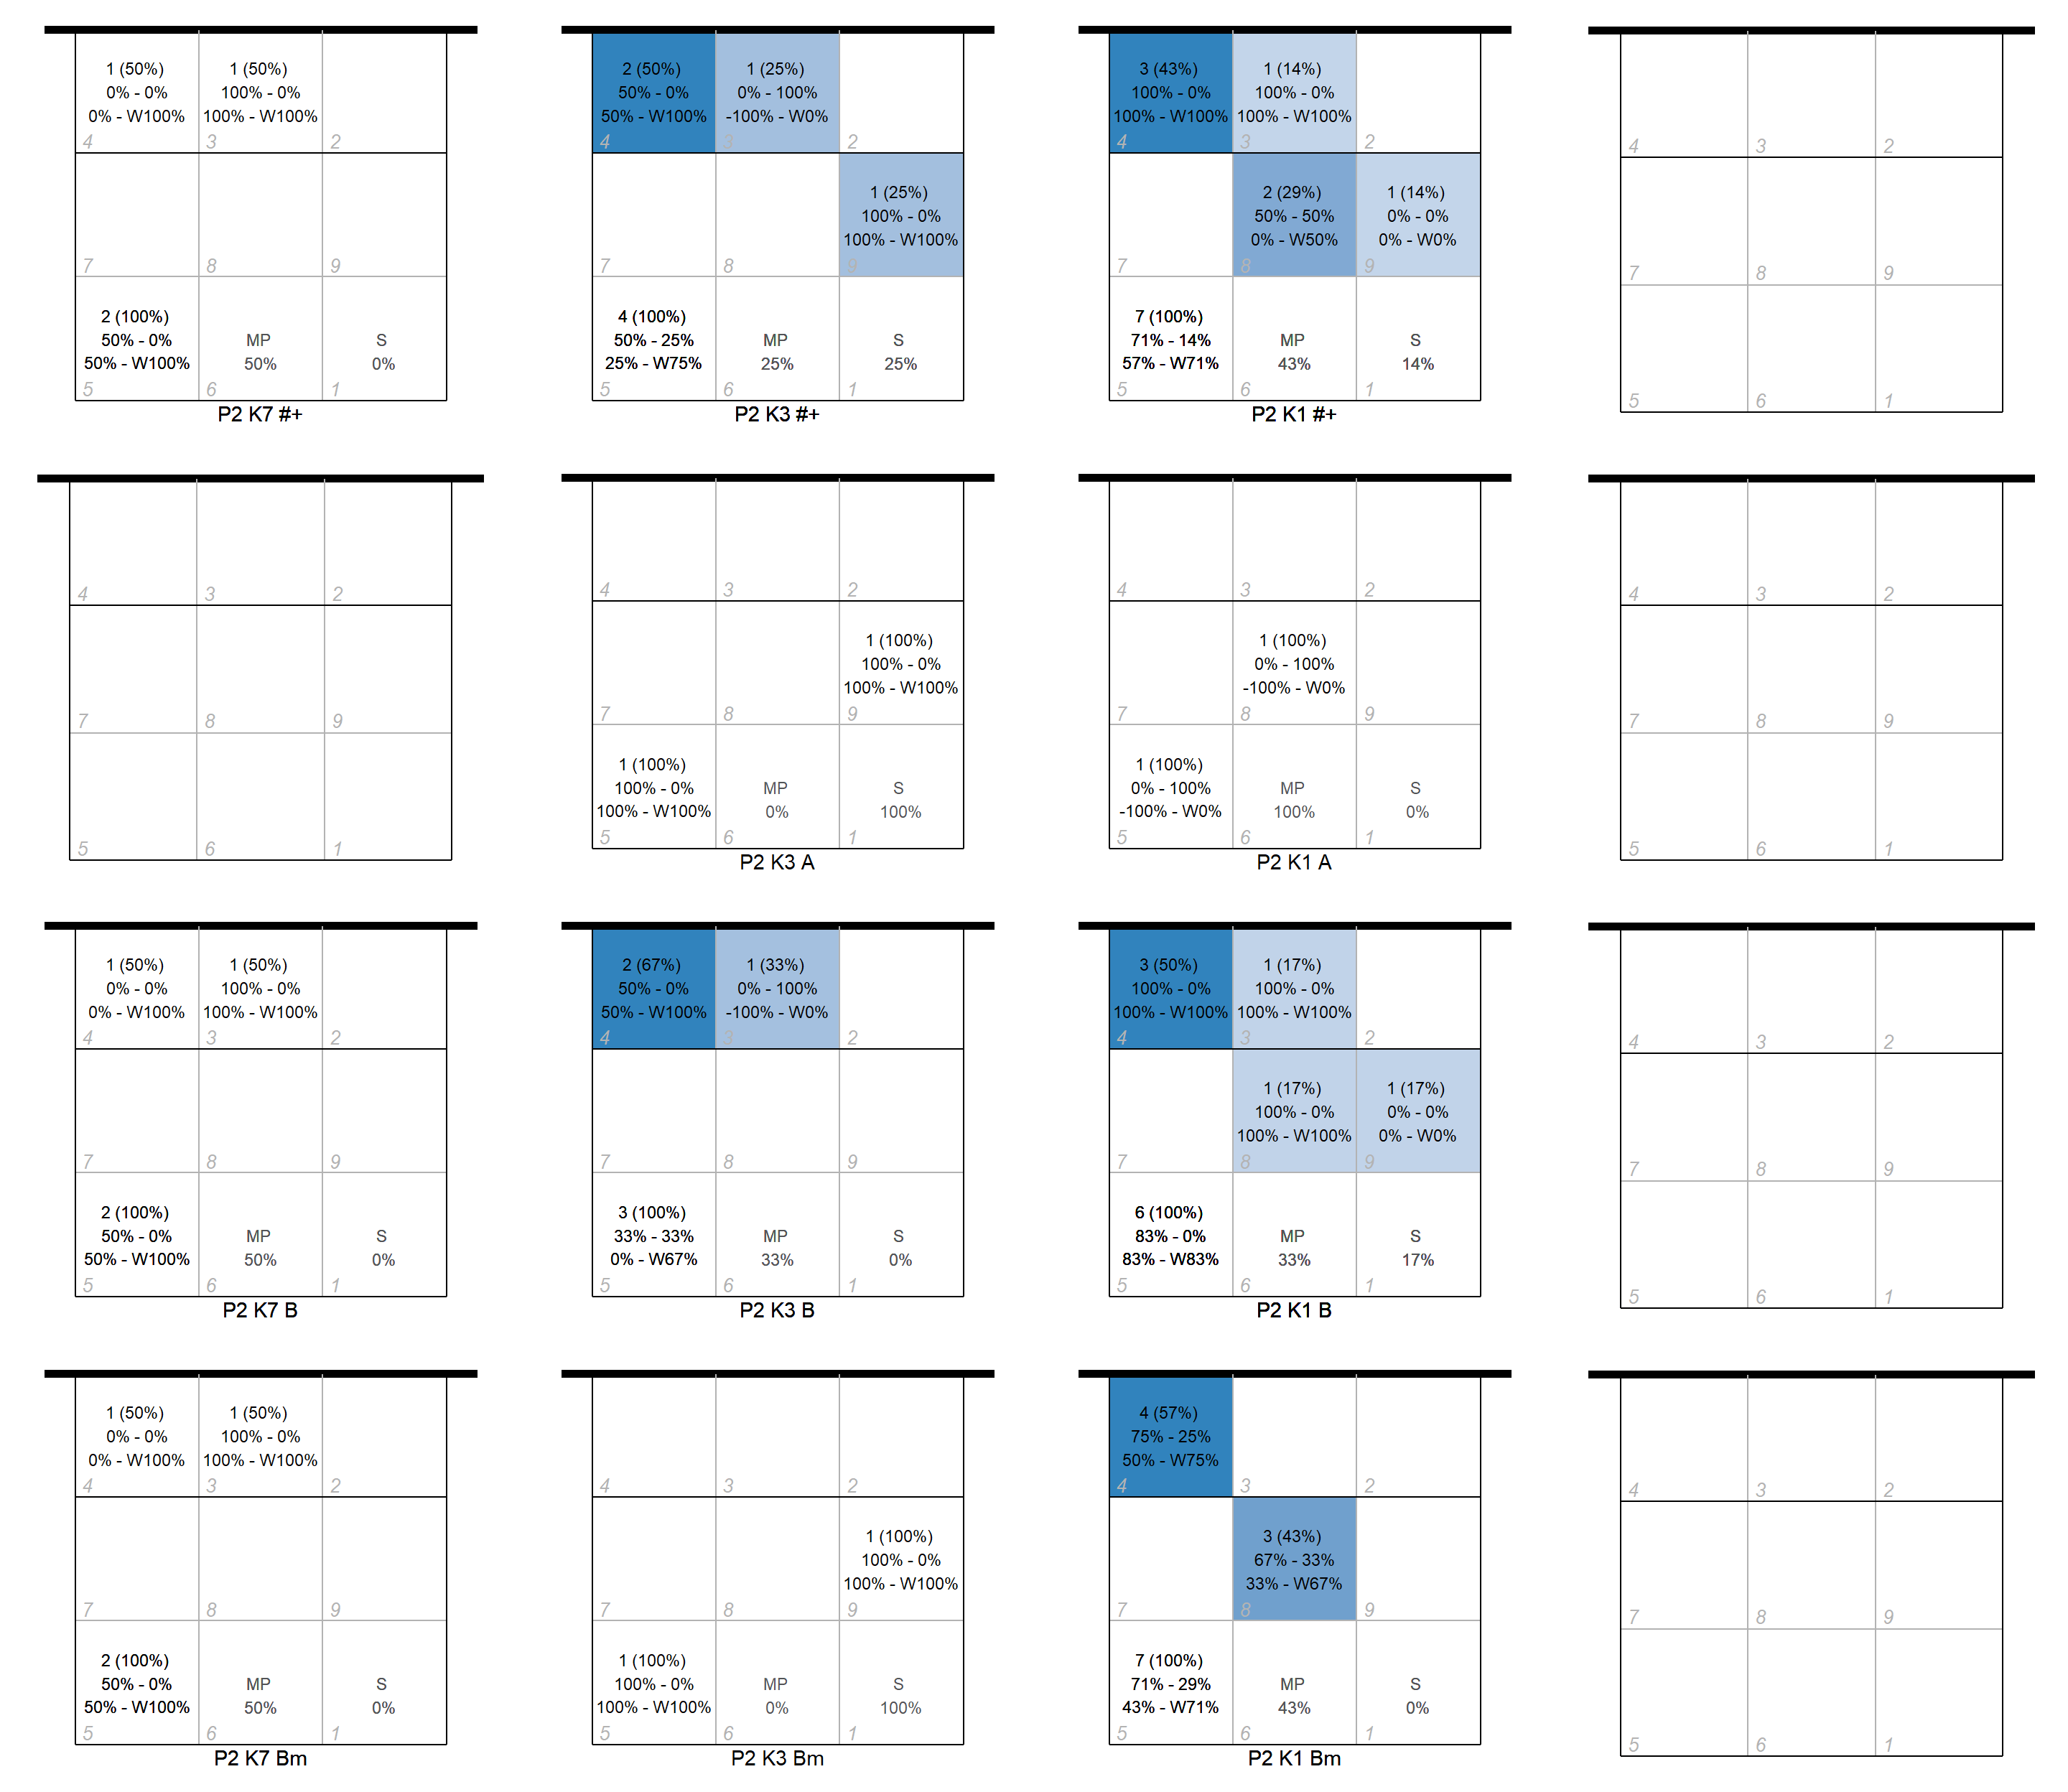 1 (50%)
0% - 0%
0% - W100%
4
1 (50%)
100% - 0%
100% - W100%
3
2
7
8
9
2 (100%)
50% - 0%
50% - W100%
5
MP
50%
6
S
0%
1
P2 K7 #+
2 (50%)
50% - 0%
50% - W100%
4
1 (25%)
0% - 100%
-100% - W0%
3
2
7
8
1 (25%)
100% - 0%
100% - W100%
9
4 (100%)
50% - 25%
25% - W75%
5
MP
25%
6
S
25%
1
P2 K3 #+
3 (43%)
100% - 0%
100% - W100%
4
1 (14%)
100% - 0%
100% - W100%
3
2
7
2 (29%)
50% - 50%
0% - W50%
8
1 (14%)
0% - 0%
0% - W0%
9
7 (100%)
71% - 14%
57% - W71%
5
MP
43%
6
S
14%
1
P2 K1 #+
4
3
2
7
8
9
5
6
1
4
3
2
7
8
9
5
6
1
4
3
2
7
8
1 (100%)
100% - 0%
100% - W100%
9
1 (100%)
100% - 0%
100% - W100%
5
MP
0%
6
S
100%
1
P2 K3 A
4
3
2
7
1 (100%)
0% - 100%
-100% - W0%
8
9
1 (100%)
0% - 100%
-100% - W0%
5
MP
100%
6
S
0%
1
P2 K1 A
4
3
2
7
8
9
5
6
1
1 (50%)
0% - 0%
0% - W100%
4
1 (50%)
100% - 0%
100% - W100%
3
2
7
8
9
2 (100%)
50% - 0%
50% - W100%
5
MP
50%
6
S
0%
1
P2 K7 B
2 (67%)
50% - 0%
50% - W100%
4
1 (33%)
0% - 100%
-100% - W0%
3
2
7
8
9
3 (100%)
33% - 33%
0% - W67%
5
MP
33%
6
S
0%
1
P2 K3 B
3 (50%)
100% - 0%
100% - W100%
4
1 (17%)
100% - 0%
100% - W100%
3
2
7
1 (17%)
100% - 0%
100% - W100%
8
1 (17%)
0% - 0%
0% - W0%
9
6 (100%)
83% - 0%
83% - W83%
5
MP
33%
6
S
17%
1
P2 K1 B
4
3
2
7
8
9
5
6
1
1 (50%)
0% - 0%
0% - W100%
4
1 (50%)
100% - 0%
100% - W100%
3
2
7
8
9
2 (100%)
50% - 0%
50% - W100%
5
MP
50%
6
S
0%
1
P2 K7 Bm
4
3
2
7
8
1 (100%)
100% - 0%
100% - W100%
9
1 (100%)
100% - 0%
100% - W100%
5
MP
0%
6
S
100%
1
P2 K3 Bm
4 (57%)
75% - 25%
50% - W75%
4
3
2
7
3 (43%)
67% - 33%
33% - W67%
8
9
7 (100%)
71% - 29%
43% - W71%
5
MP
43%
6
S
0%
1
P2 K1 Bm
4
3
2
7
8
9
5
6
1